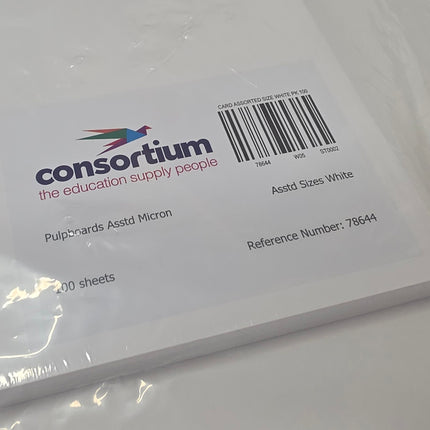 CARD ASSORTED SIZE WHITE PK 100
78644 W05 ST0002
consortium
the education supply people
Asstd Sizes White
Pulpboards Asstd Micron
Reference Number: 78644
100 sheets